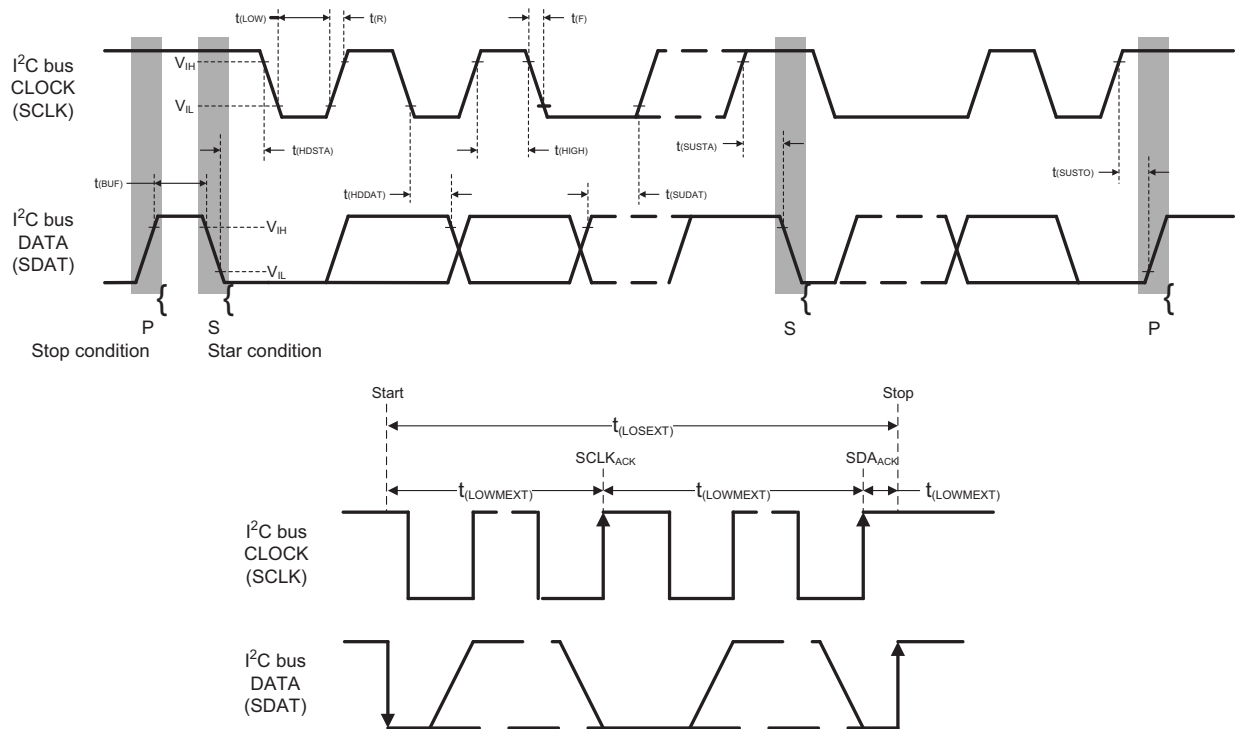 t(LOW)
t(R)
t(F)
I²C bus
CLOCK
(SCLK)
VIH
VIL
t(HDSTA)
t(HIGH)
t(SUSTA)
t(SUSTO)
t(BUF)
t(HDDAT)
t(SUDAT)
I²C bus
DATA
(SDAT)
VIH
VIL
{ { { {
P S S P
Stop condition Star condition
Start Stop
t(LOSEXT)
SCLKACK SDAACK
t(LOWMEXT) t(LOWMEXT) t(LOWMEXT)
I²C bus
CLOCK
(SCLK)
I²C bus
DATA
(SDAT)